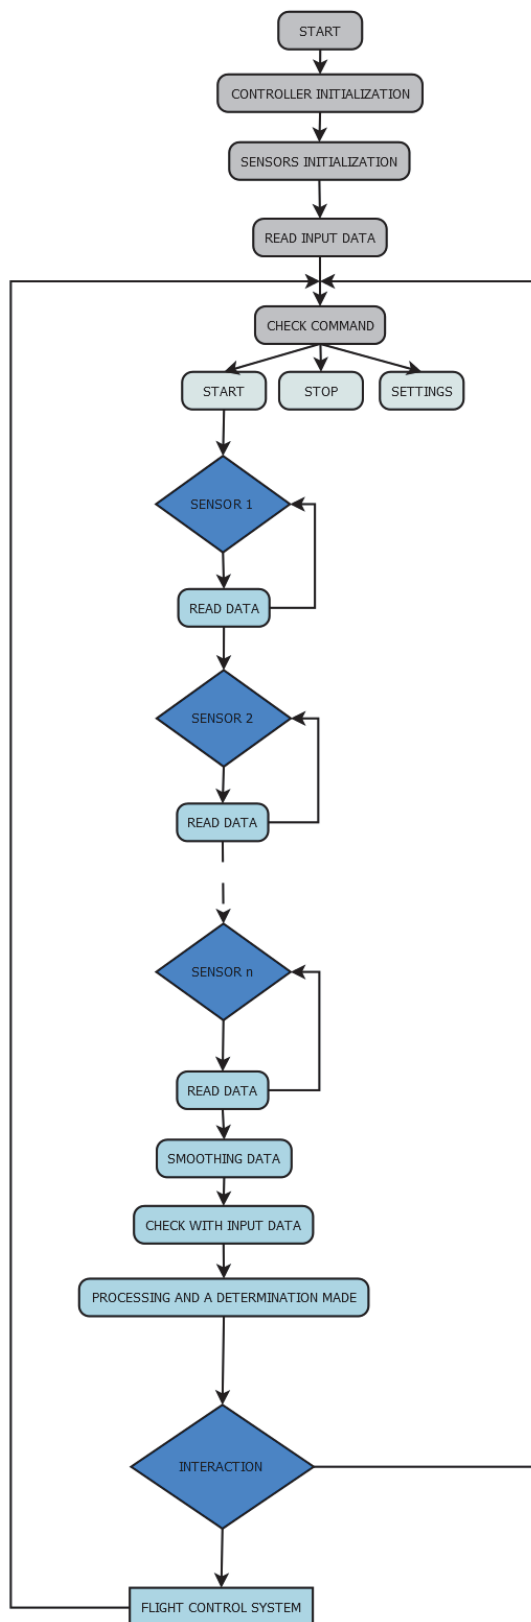 START
CONTROLLER INITIALIZATION
SENSORS INITIALIZATION
READ INPUT DATA
CHECK COMMAND
START
STOP
SETTINGS
SENSOR 1
READ DATA
SENSOR 2
READ DATA
SENSOR n
READ DATA
SMOOTHING DATA
CHECK WITH INPUT DATA
PROCESSING AND A DETERMINATION MADE
INTERACTION
FLIGHT CONTROL SYSTEM